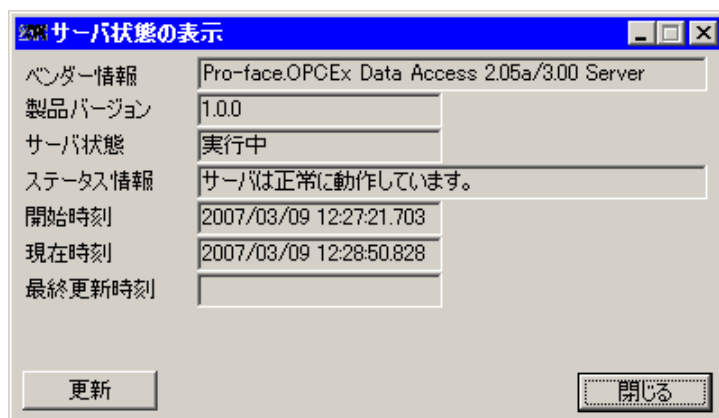 サーバ状態の表示
ベンダー情報 Pro-face.OPCEx Data Access 2.05a/3.00 Server
製品バージョン 1.0.0
サーバ状態 実行中
ステータス情報 サーバは正常に動作しています。
開始時刻 2007/03/09 12:27:21.703
現在時刻 2007/03/09 12:28:50.828
最終更新時刻
更新 閉じる